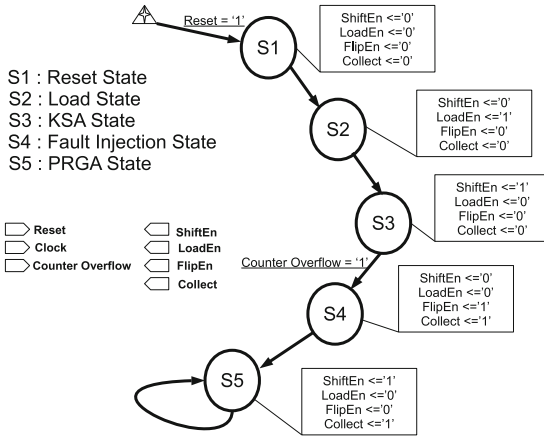 Reset = '1'
S1
ShiftEn <='0'
LoadEn <='0'
FlipEn <='0'
Collect <='0'
S1 : Reset State
S2 : Load State
S3 : KSA State
S4 : Fault Injection State
S5 : PRGA State
S2
ShiftEn <='0'
LoadEn <='1'
FlipEn <='0'
Collect <='0'
S3
ShiftEn <='1'
LoadEn <='0'
FlipEn <='0'
Collect <='0'
Reset
Clock
Counter Overflow
ShiftEn
LoadEn
FlipEn
Collect
Counter Overflow = '1'
S4
ShiftEn <='0'
LoadEn <='0'
FlipEn <='1'
Collect <='1'
S5
ShiftEn <='1'
LoadEn <='0'
FlipEn <='0'
Collect <='1'